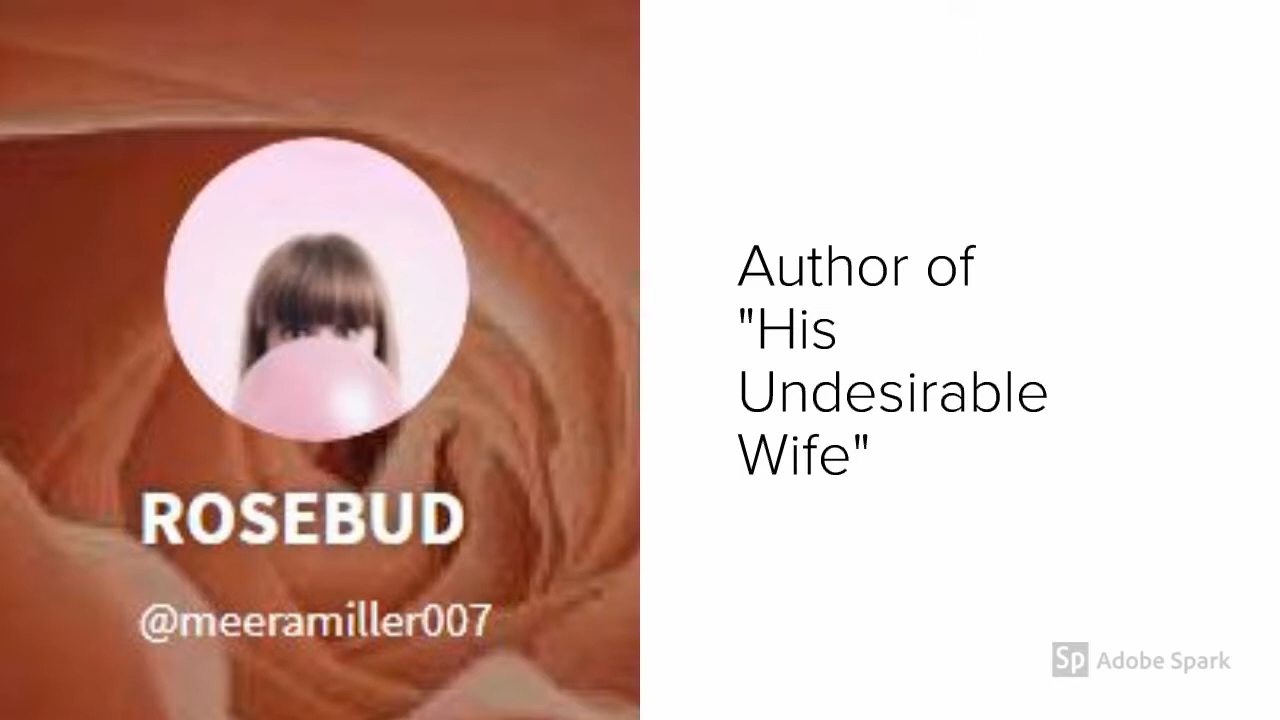 ROSEBUD
@meeramiller007
Author of
"His
Undesirable
Wife"
Sp Adobe Spark